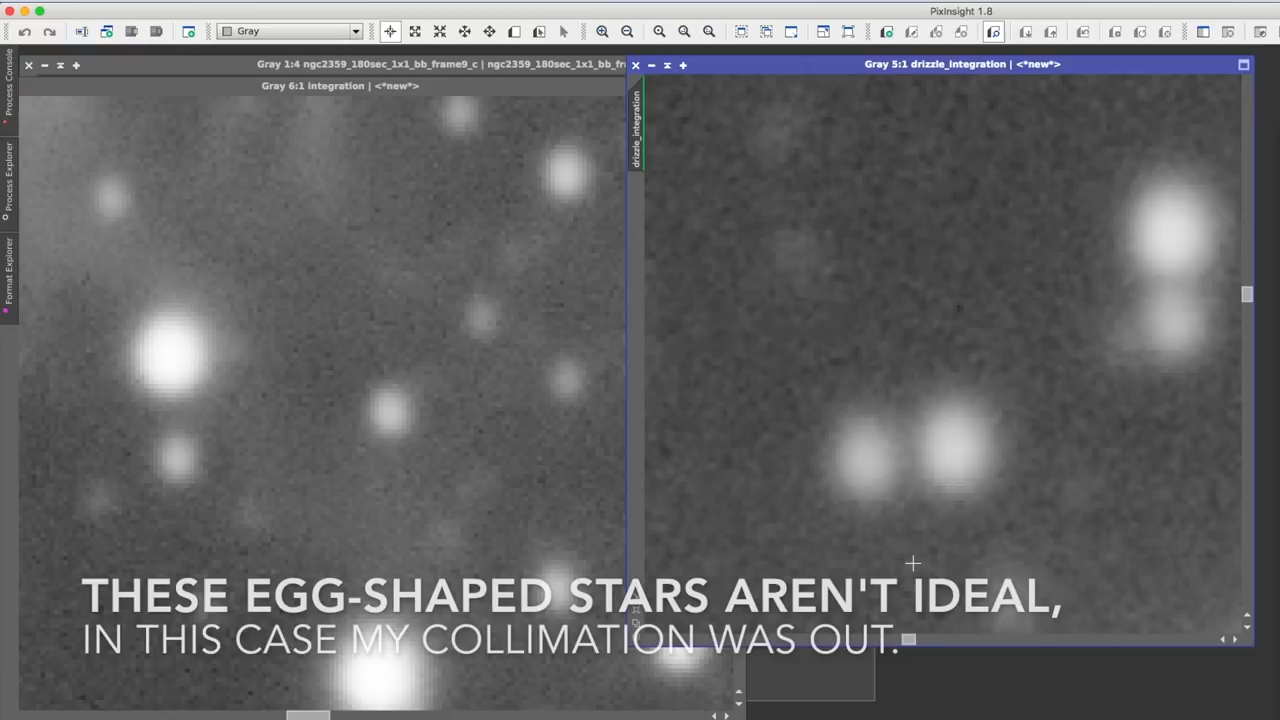 PixInsight 1.8
Gray
Process Console
Process Explorer
Format Explorer
Gray 1:4 ngc2359_180sec_1x1_bb_frame9_c | ngc2359_180sec_1x1_bb_fr
Gray 6:1 integration | <*new*>
Gray 5:1 drizzle_integration | <*new*>
drizzle_integration
THESE EGG-SHAPED STARS AREN'T IDEAL,
IN THIS CASE MY COLLIMATION WAS OUT.